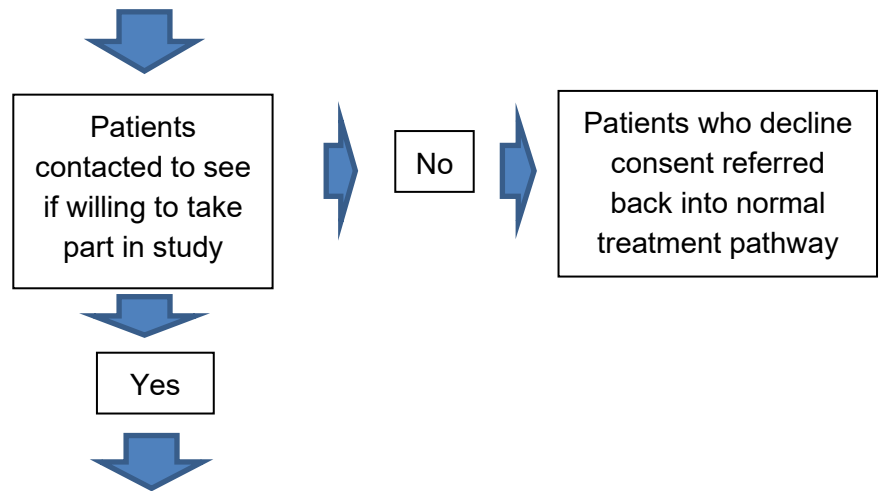 Patients
contacted to see
if willing to take
part in study
No
Patients who decline
consent referred
back into normal
treatment pathway
Yes